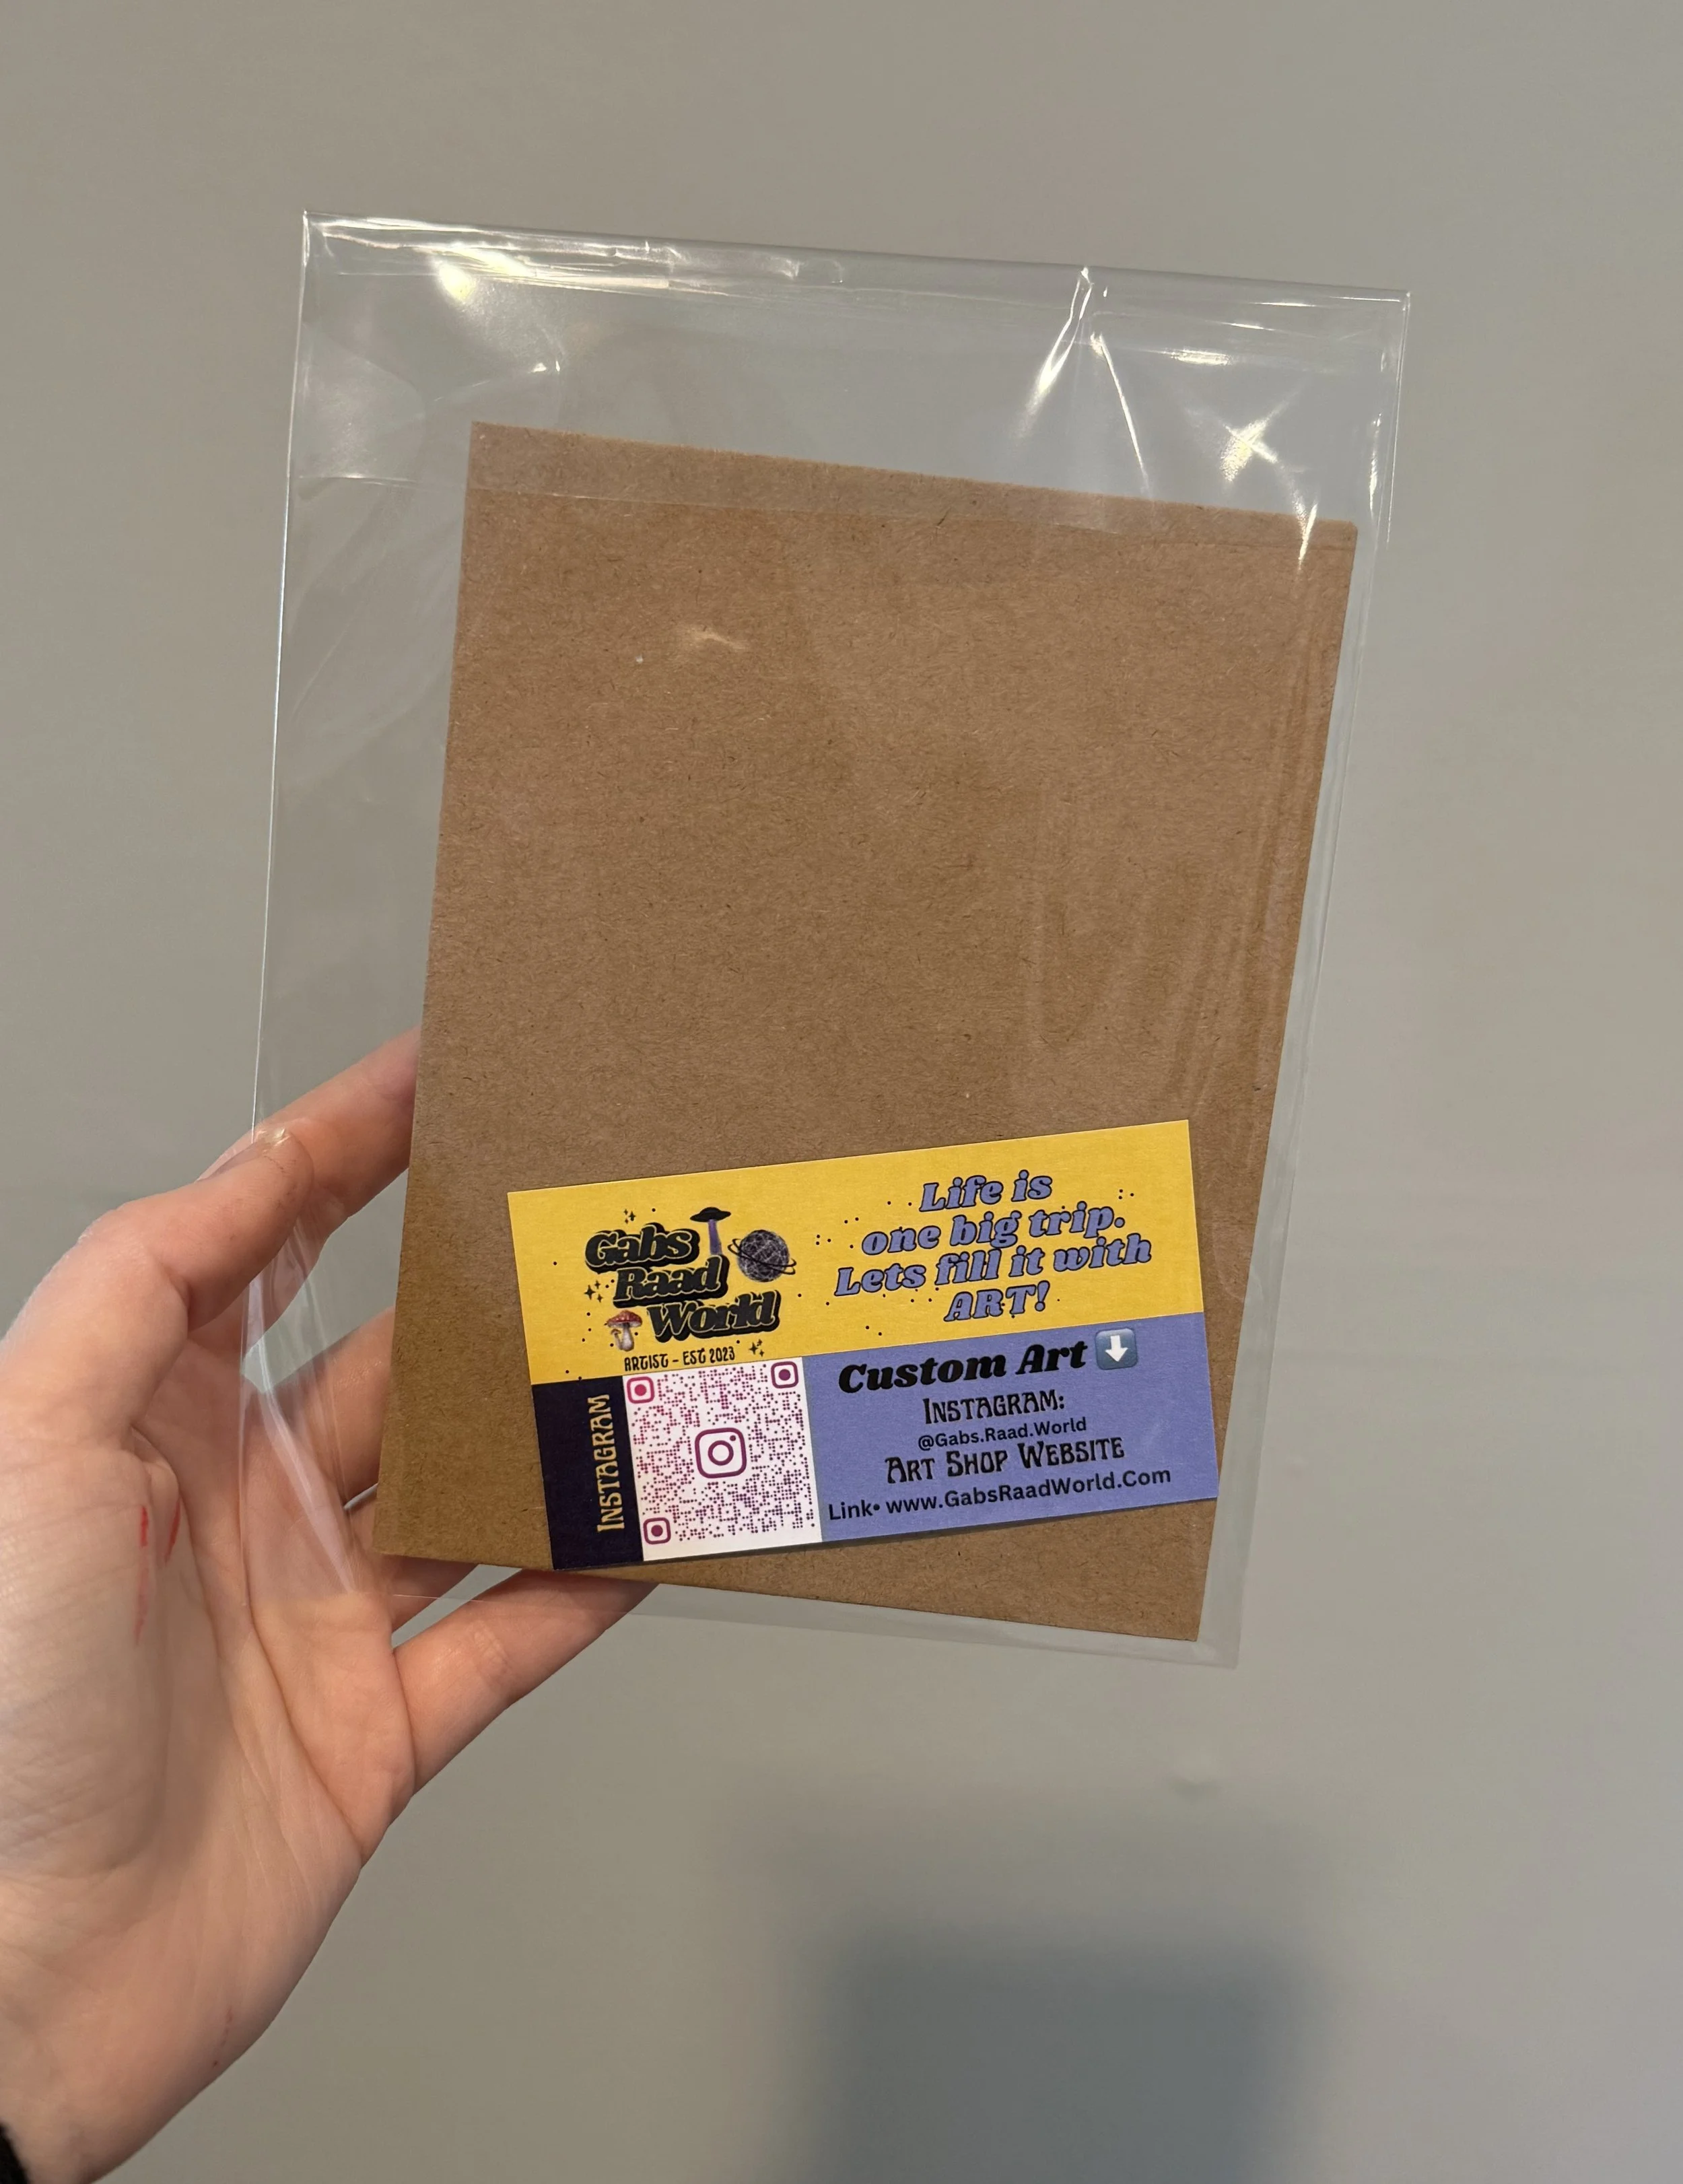 Gabs
Raad
World
ARTIST - EST 2023
Life is
one big trip.
Lets fill it with
ART!
INSTAGRAM
Custom Art
INSTAGRAM:
@Gabs.Raad.World
ART SHOP WEBSITE
Link• www.GabsRaadWorld.Com